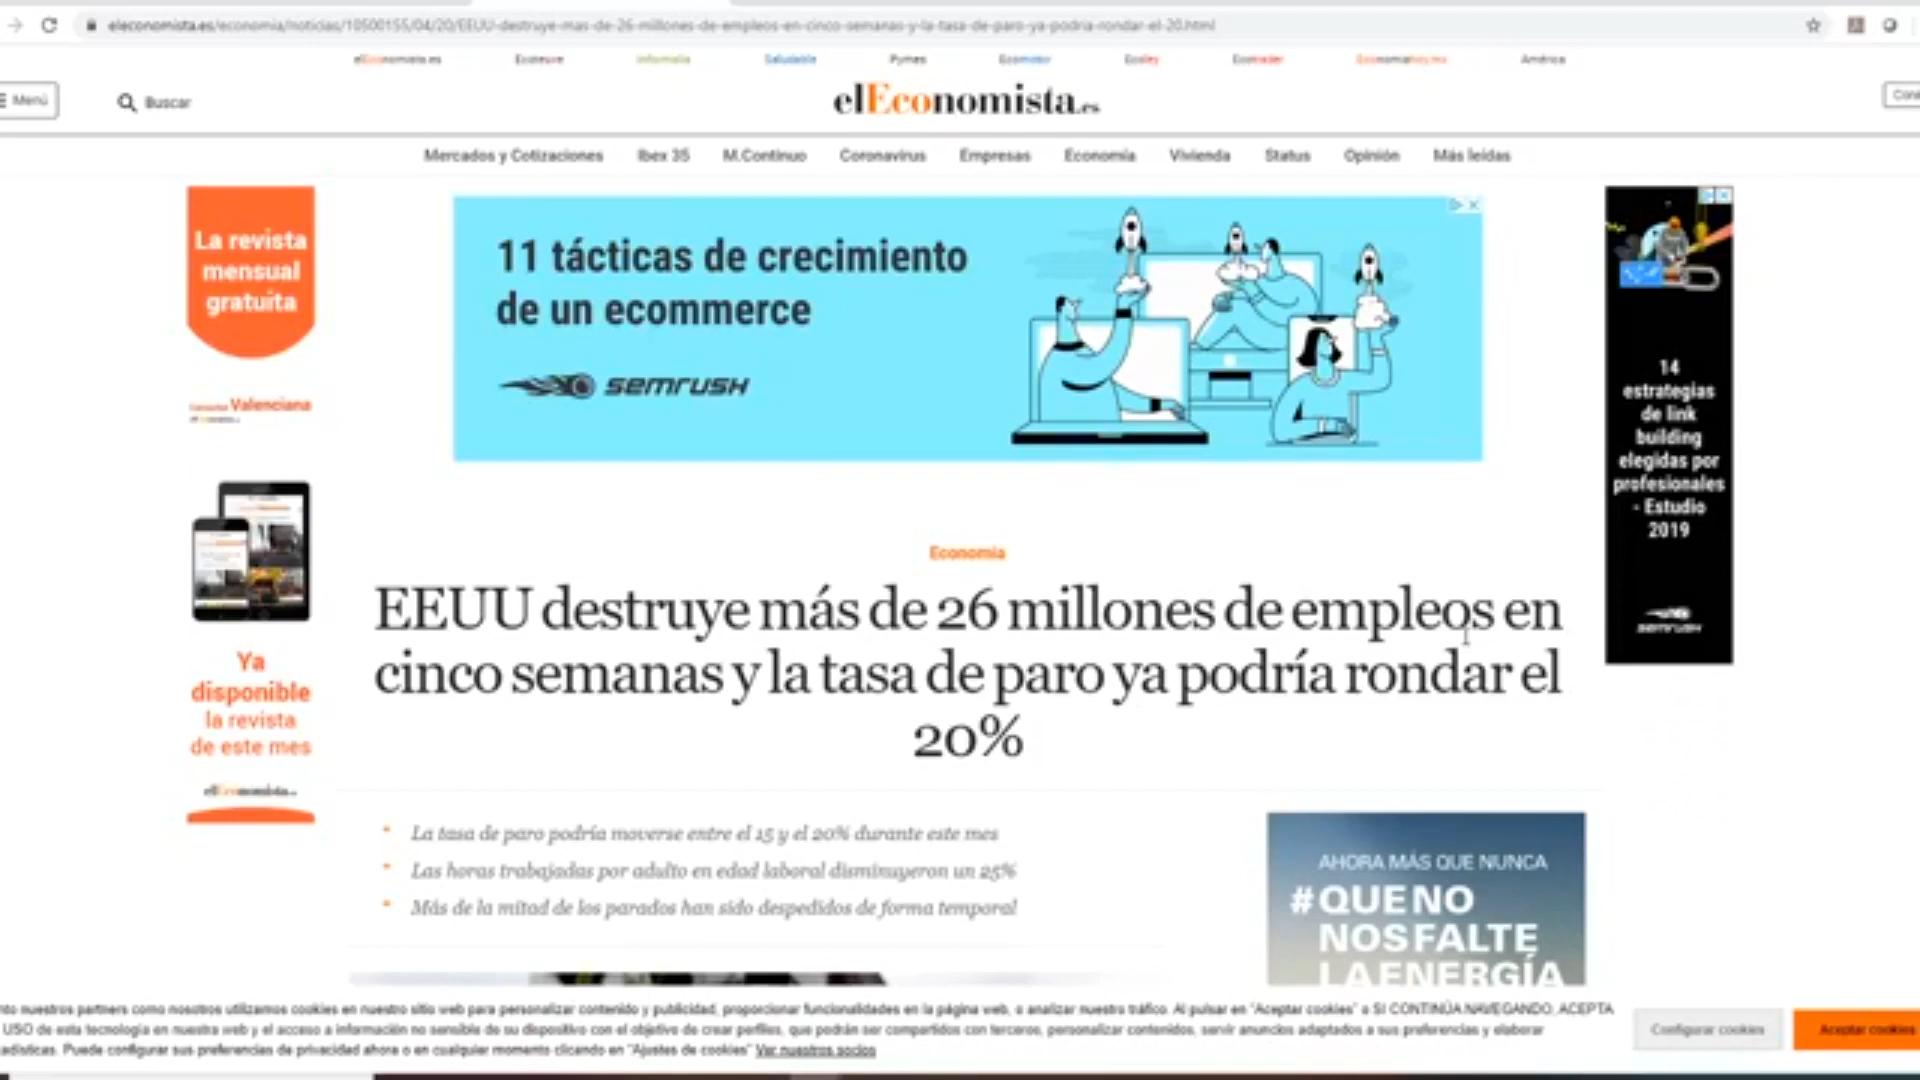 eleconomista.es/economia/noticias/10500155/04/20/EEUU-destruye-mas-de-26-millones-de-empleos-en-cinco-semanas-y-la-tasa-de-paro-ya-podria-rondar-el-20.html
elEconomista.es Ecoteuve Informalia Saludable Pymes Ecomotor Ecoley Ecotrader Economiahoy.mx América
Menú
Buscar
elEconomista.es
Mercados y Cotizaciones Ibex 35 M.Continuo Coronavirus Empresas Economía Vivienda Status Opinión Más leídas
La revista
mensual
gratuita
Valenciana
Ya
disponible
la revista
de este mes
elEconomista.es
11 tácticas de crecimiento
de un ecommerce
semrush
14
estrategias
de link
building
elegidas por
profesionales
- Estudio
2019
semrush
Economía
EEUU destruye más de 26 millones de empleos en
cinco semanas y la tasa de paro ya podría rondar el
20%
La tasa de paro podría moverse entre el 15 y el 20% durante este mes
Las horas trabajadas por adulto en edad laboral disminuyeron un 25%
Más de la mitad de los parados han sido despedidos de forma temporal
AHORA MÁS QUE NUNCA
#QUE NO
NOS FALTE
LA ENERGÍA
nto nuestros partners como nosotros utilizamos cookies en nuestro sitio web para personalizar contenido y publicidad, proporcionar funcionalidades en la página web, o analizar nuestro tráfico. Al pulsar en "Aceptar cookies" o SI CONTINÚA NAVEGANDO, ACEPTA
USO de esta tecnología en nuestra web y el acceso a información no sensible de su dispositivo con el objetivo de crear perfiles, que podrán ser compartidos con terceros, personalizar contenidos, servir anuncios adaptados a sus preferencias y elaborar
adísticas. Puede configurar sus preferencias de privacidad ahora o en cualquier momento clicando en "Ajustes de cookies" Ver nuestros socios
Configurar cookies
Aceptar cookies